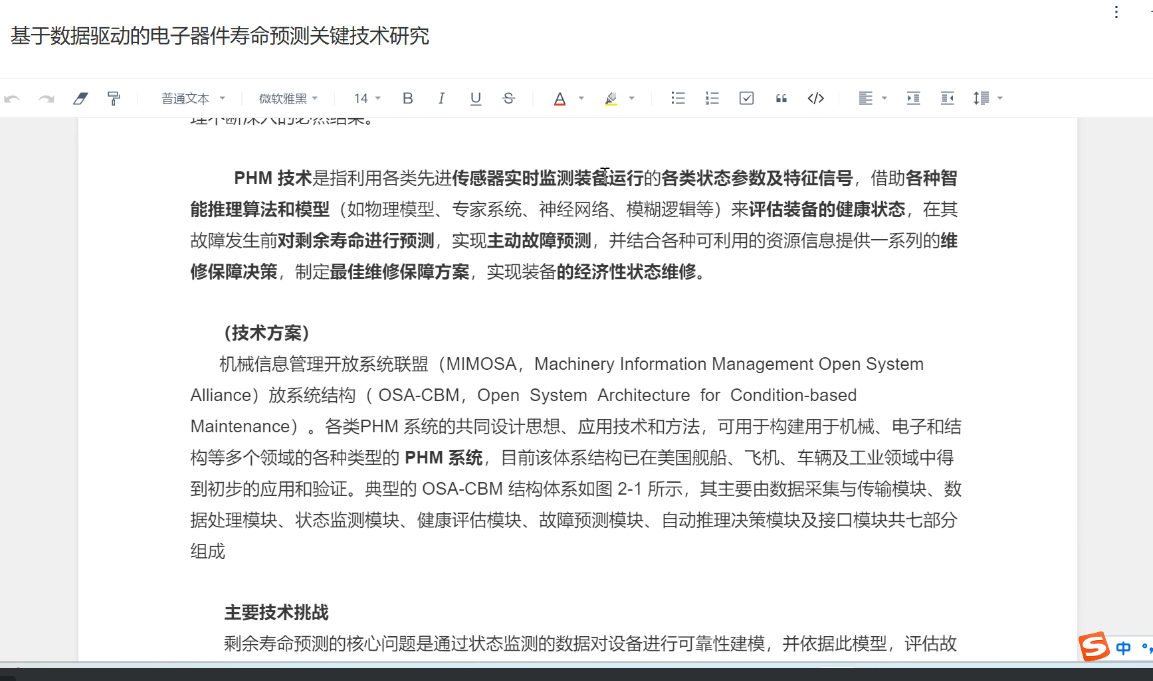 基于数据驱动的电子器件寿命预测关键技术研究
普通文本 微软雅黑 14 B I U S A
理不断深入的必然结果。
PHM 技术是指利用各类先进传感器实时监测装备运行的各类状态参数及特征信号，借助各种智
能推理算法和模型（如物理模型、专家系统、神经网络、模糊逻辑等）来评估装备的健康状态，在其
故障发生前对剩余寿命进行预测，实现主动故障预测，并结合各种可利用的资源信息提供一系列的维
修保障决策，制定最佳维修保障方案，实现装备的经济性状态维修。
（技术方案）
机械信息管理开放系统联盟（MIMOSA，Machinery Information Management Open System
Alliance）放系统结构（ OSA-CBM，Open System Architecture for Condition-based
Maintenance）。各类PHM 系统的共同设计思想、应用技术和方法，可用于构建用于机械、电子和结
构等多个领域的各种类型的 PHM 系统，目前该体系结构已在美国舰船、飞机、车辆及工业领域中得
到初步的应用和验证。典型的 OSA-CBM 结构体系如图 2-1 所示，其主要由数据采集与传输模块、数
据处理模块、状态监测模块、健康评估模块、故障预测模块、自动推理决策模块及接口模块共七部分
组成
主要技术挑战
剩余寿命预测的核心问题是通过状态监测的数据对设备进行可靠性建模，并依据此模型，评估故
S 中